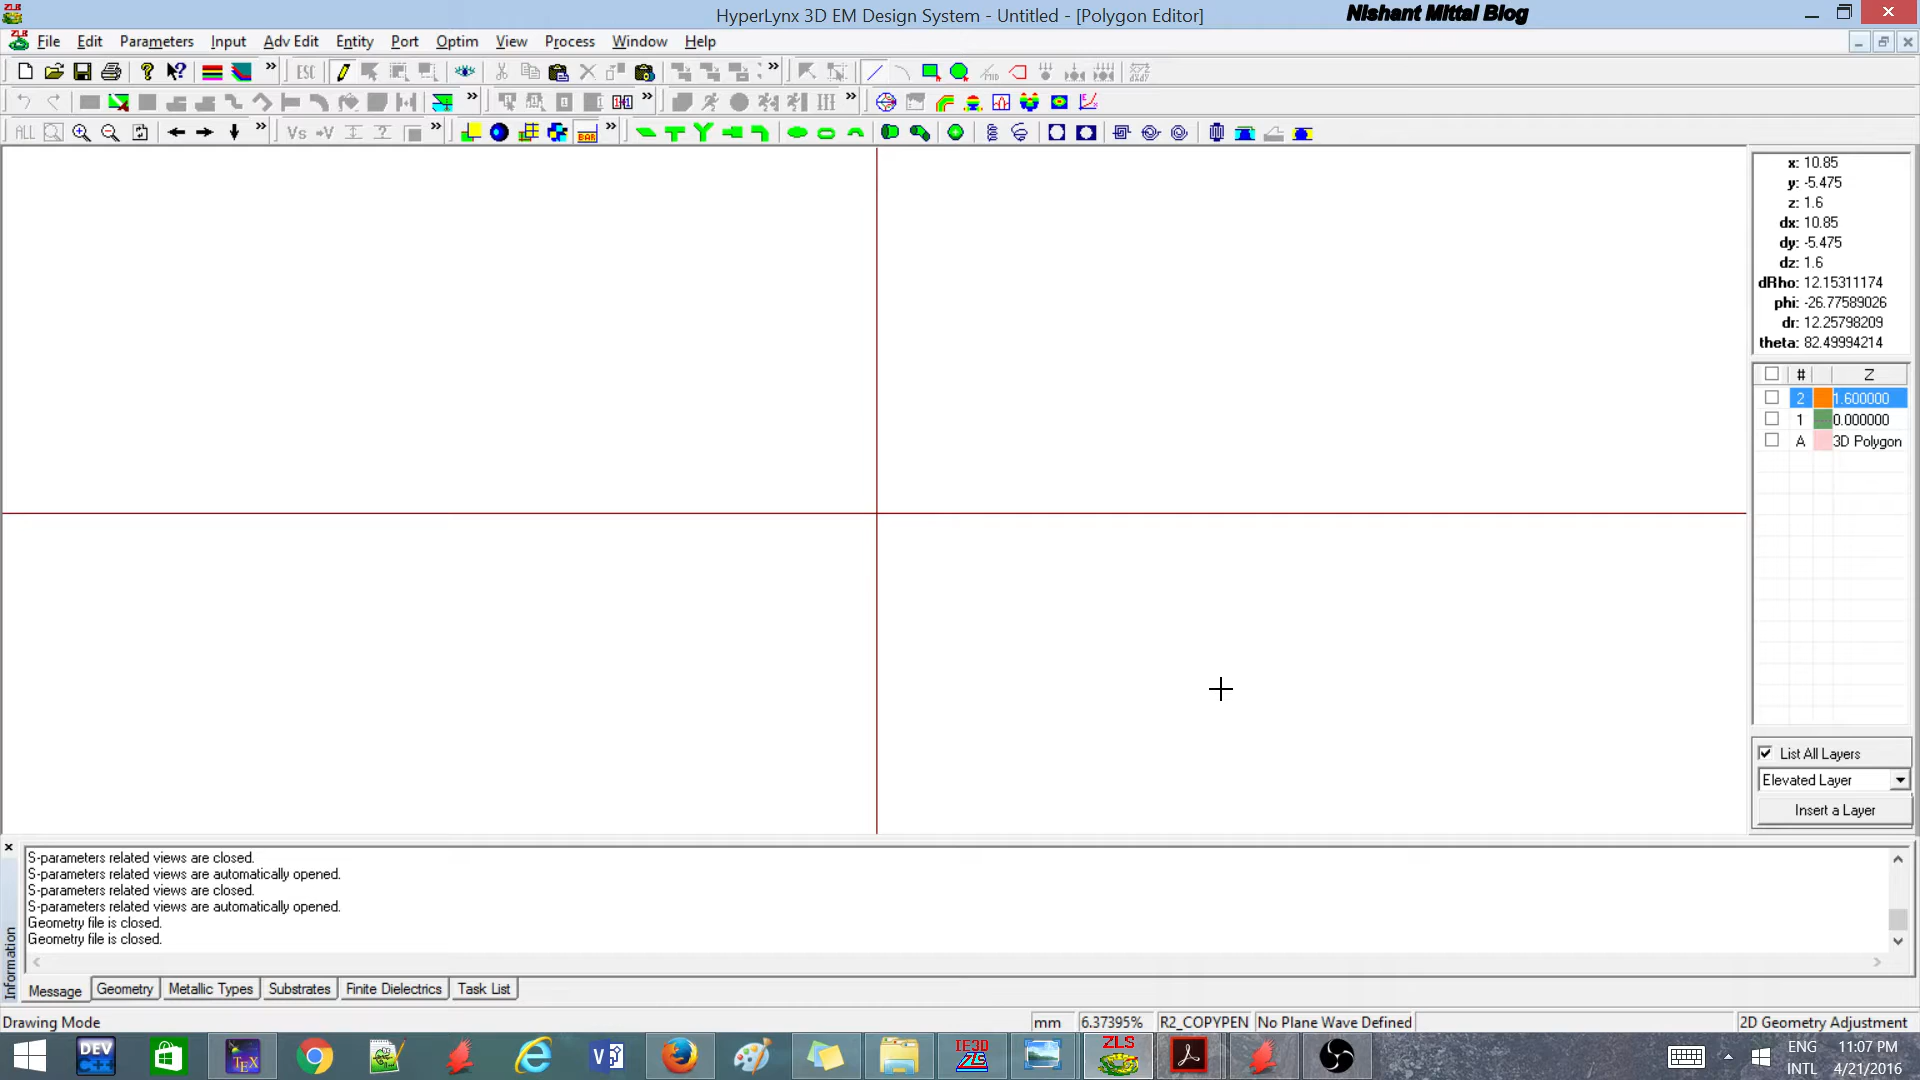 HyperLynx 3D EM Design System - Untitled - [Polygon Editor]
Nishant Mittal Blog
File Edit Parameters Input Adv Edit Entity Port Optim View Process Window Help
ESC
MID
ALL
Vs
BAR
x: 10.85
y: -5.475
z: 1.6
dx: 10.85
dy: -5.475
dz: 1.6
dRho: 12.15311174
phi: -26.77589026
dr: 12.25798209
theta: 82.49994214
# Z
2 1.600000
1 0.000000
A 3D Polygon
List All Layers
Elevated Layer
Insert a Layer
S-parameters related views are closed.
S-parameters related views are automatically opened.
S-parameters related views are closed.
S-parameters related views are automatically opened.
Geometry file is closed.
Geometry file is closed.
Information
Message Geometry Metallic Types Substrates Finite Dielectrics Task List
Drawing Mode mm 6.37395% R2_COPYPEN No Plane Wave Defined 2D Geometry Adjustment
DEV
TEX
IE3D
ZLS
ENG 11:07 PM
INTL 4/21/2016